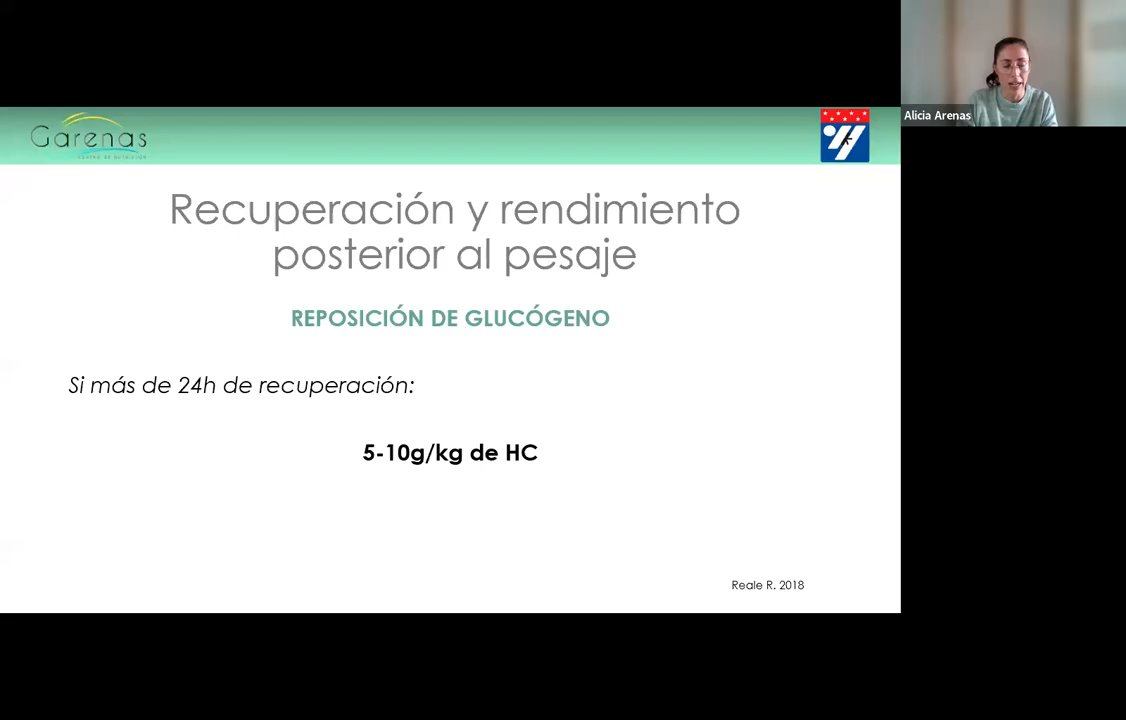 Alicia Arenas
Garenas
CENTRO DE NUTRICIÓN
Recuperación y rendimiento
posterior al pesaje
REPOSICIÓN DE GLUCÓGENO
Si más de 24h de recuperación:
5-10g/kg de HC
Reale R. 2018